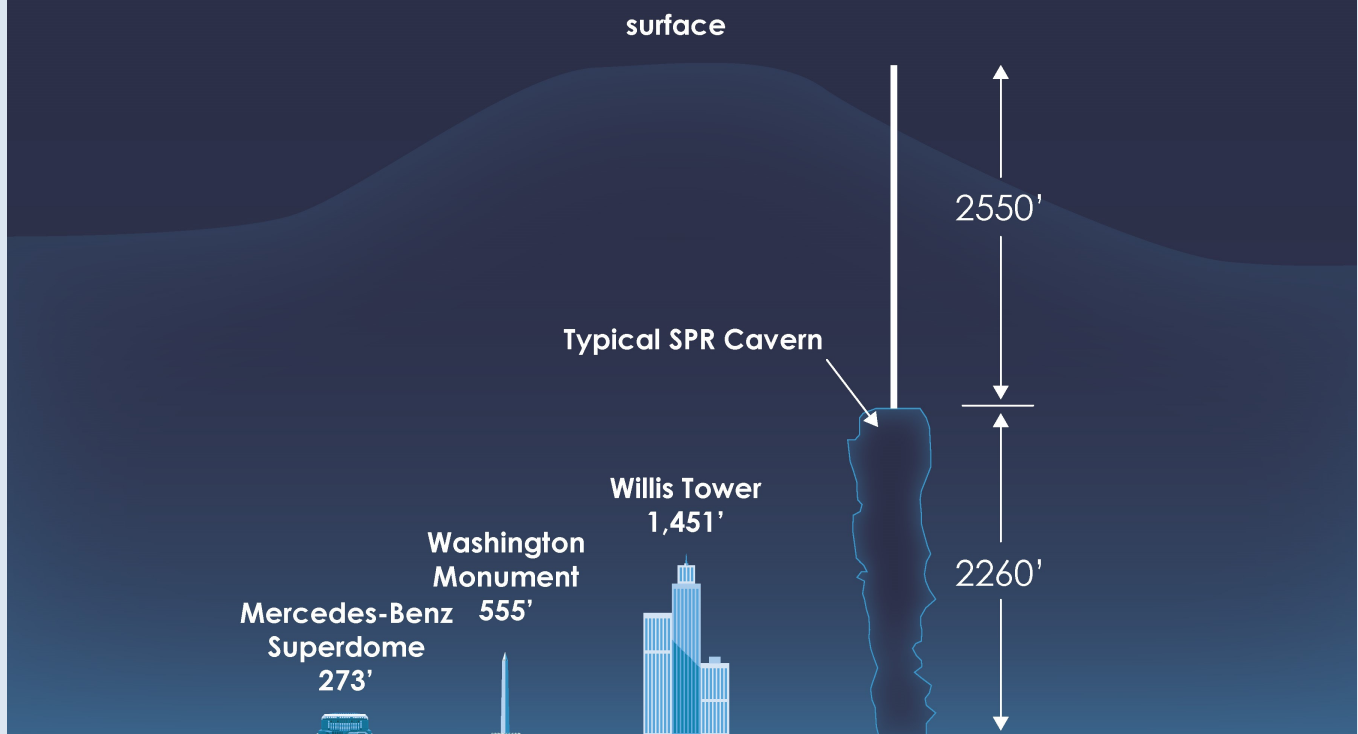 surface
2550’
Typical SPR Cavern
Willis Tower
1,451’
Washington
Monument
555’
2260’
Mercedes-Benz
Superdome
273’